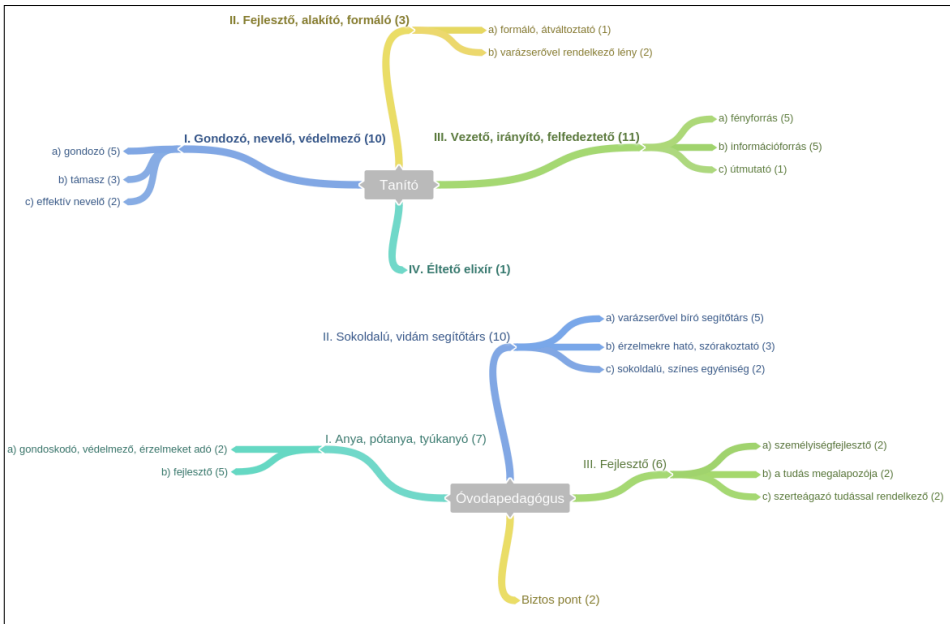 II. Fejlesztő, alakító, formáló (3)
a) formáló, átváltoztató (1)
b) varázserővel rendelkező lény (2)
I. Gondozó, nevelő, védelmező (10)
a) gondozó (5)
b) támasz (3)
c) effektív nevelő (2)
III. Vezető, irányító, felfedeztető (11)
a) fényforrás (5)
b) információforrás (5)
c) útmutató (1)
Tanító
IV. Éltető elixír (1)
II. Sokoldalú, vidám segítőtárs (10)
a) varázserővel bíró segítőtárs (5)
b) érzelmekre ható, szórakoztató (3)
c) sokoldalú, színes egyéniség (2)
I. Anya, pótanya, tyúkanyó (7)
a) gondoskodó, védelmező, érzelmeket adó (2)
b) fejlesztő (5)
III. Fejlesztő (6)
a) személyiségfejlesztő (2)
b) a tudás megalapozója (2)
c) szerteágazó tudással rendelkező (2)
Óvodapedagógus
Biztos pont (2)